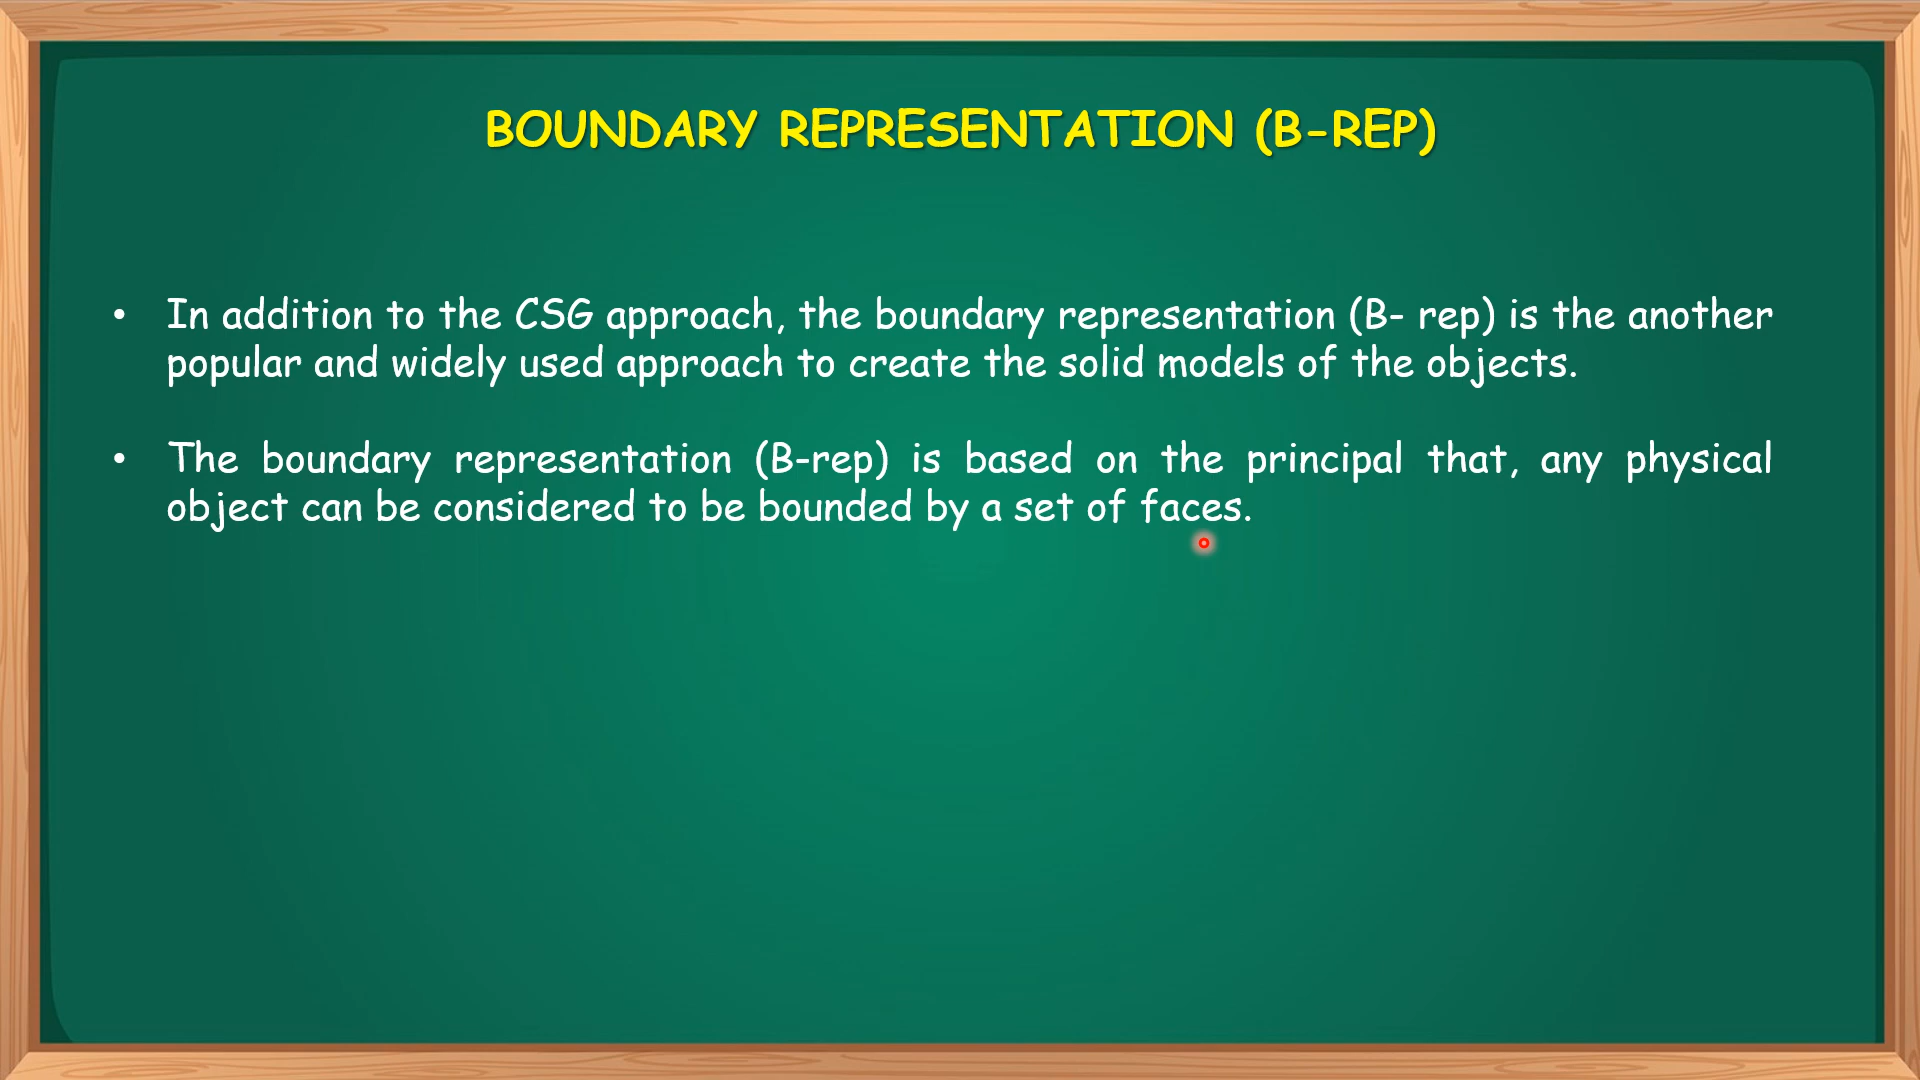 BOUNDARY REPRESENTATION (B-REP)
• In addition to the CSG approach, the boundary representation (B- rep) is the another
popular and widely used approach to create the solid models of the objects.
• The boundary representation (B-rep) is based on the principal that, any physical
object can be considered to be bounded by a set of faces.